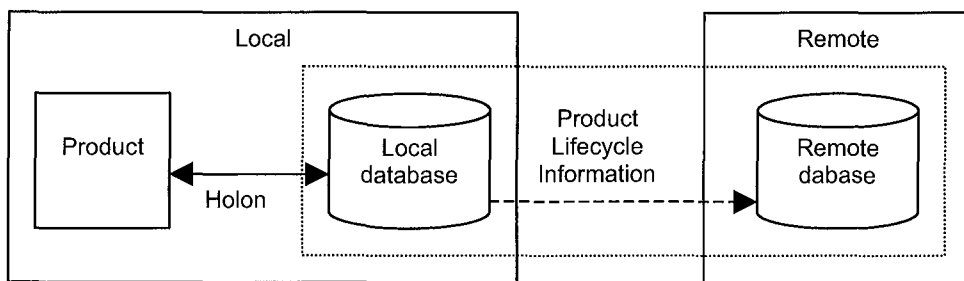 Local
Remote
Product
Holon
Local
database
Product
Lifecycle
Information
Remote
dabase